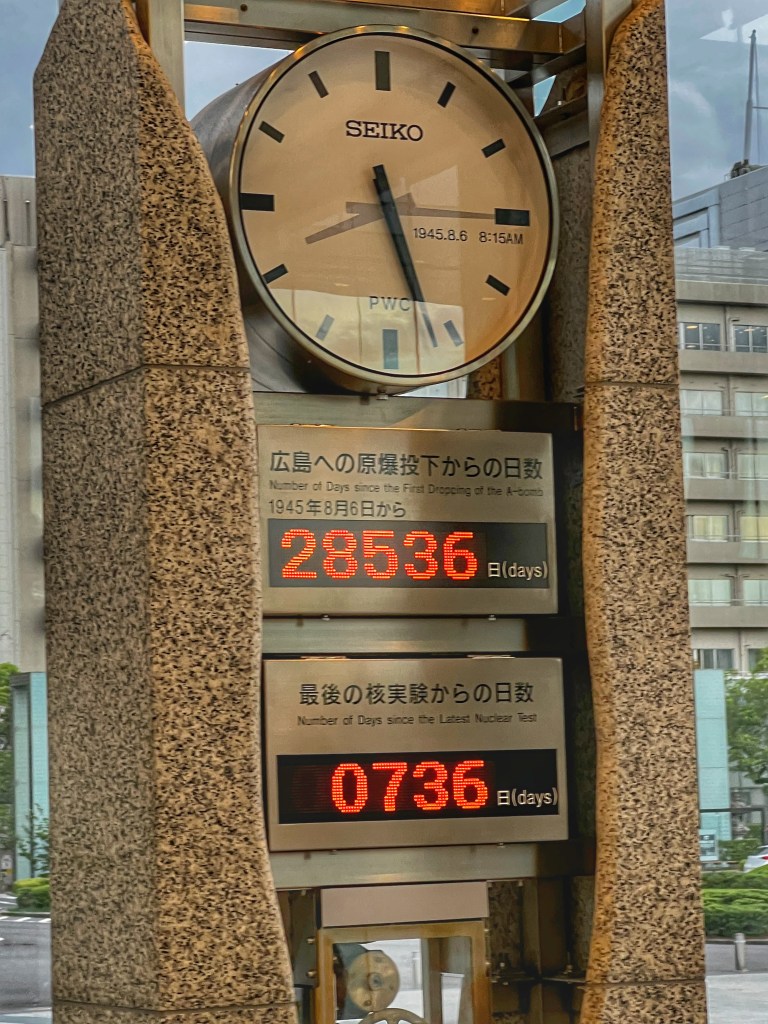 SEIKO
1945.8.6 8:15AM
PWC
広島への原爆投下からの日数
Number of Days since the First Dropping of the A-bomb
1945年8月6日から
28536 日(days)
最後の核実験からの日数
Number of Days since the Latest Nuclear Test
0736 日(days)